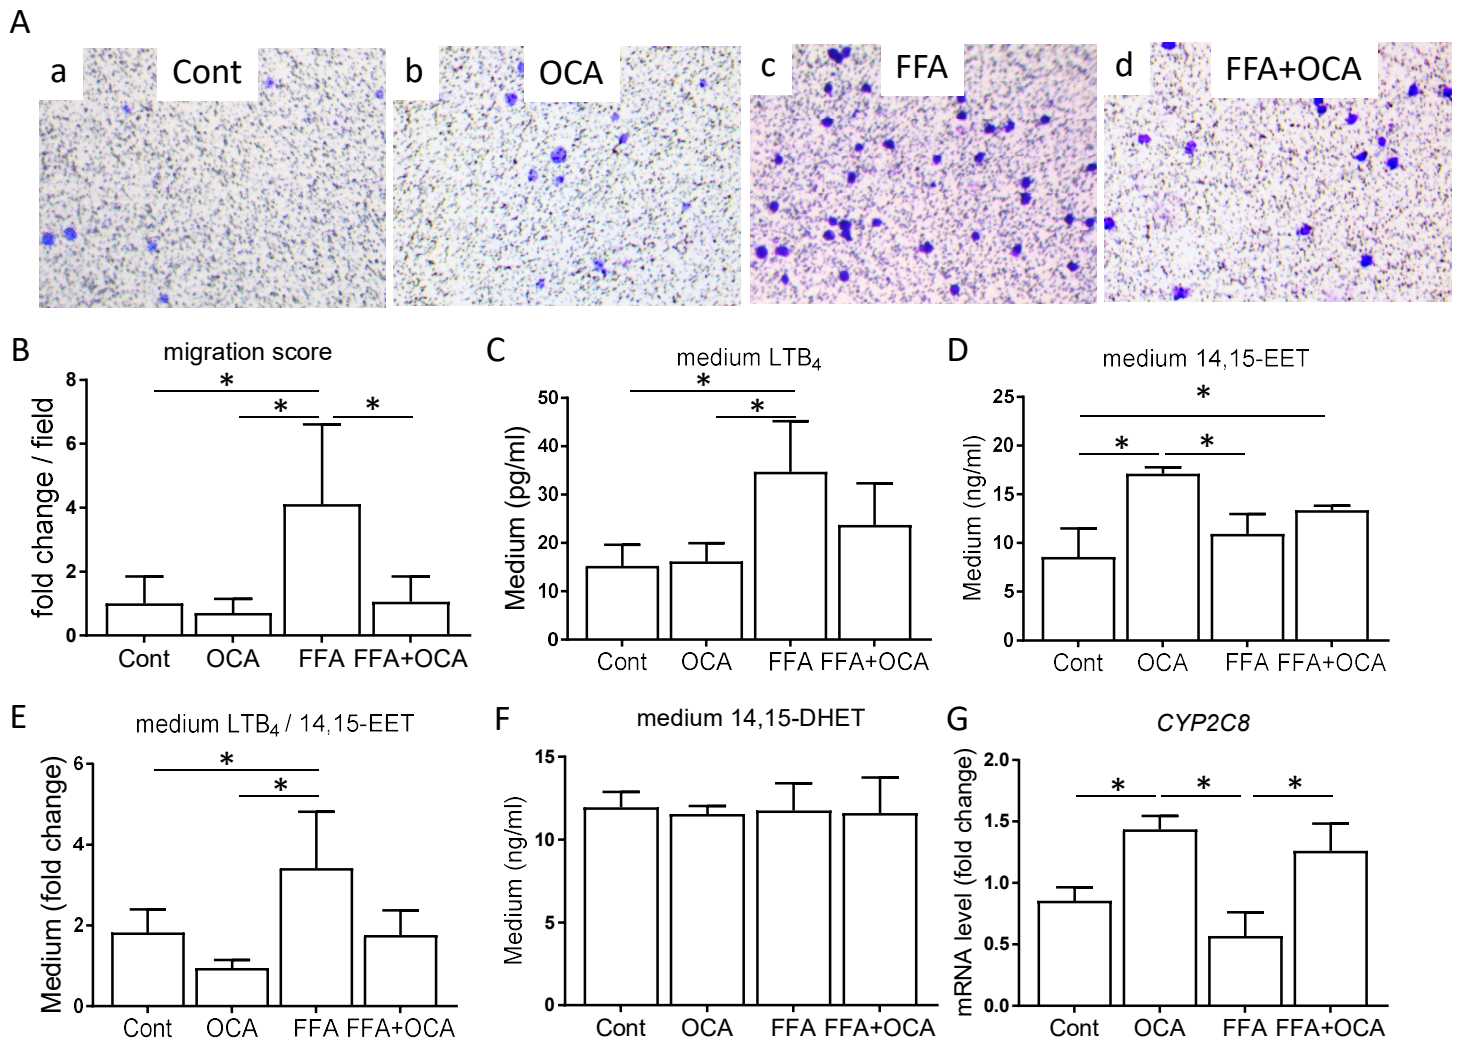 A
a Cont b OCA c FFA d FFA+OCA
B
migration score
fold change / field
8
6
4
2
0
* * *
Cont OCA FFA FFA+OCA
C
medium LTB₄
Medium (pg/ml)
50
40
30
20
10
0
* *
Cont OCA FFA FFA+OCA
D
medium 14,15-EET
Medium (ng/ml)
25
20
15
10
5
0
*
* *
Cont OCA FFA FFA+OCA
E
medium LTB₄ / 14,15-EET
Medium (fold change)
6
4
2
0
*
*
Cont OCA FFA FFA+OCA
F
medium 14,15-DHET
Medium (ng/ml)
15
10
5
0
Cont OCA FFA FFA+OCA
G
CYP2C8
mRNA level (fold change)
2.0
1.5
1.0
0.5
0.0
* * *
Cont OCA FFA FFA+OCA